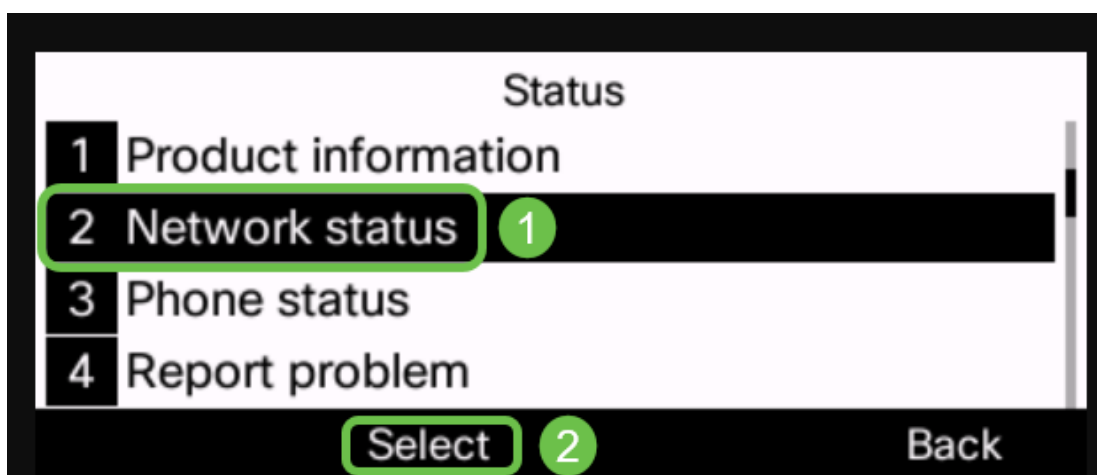 Status
1 Product information
2 Network status 1
3 Phone status
4 Report problem
Select 2 Back